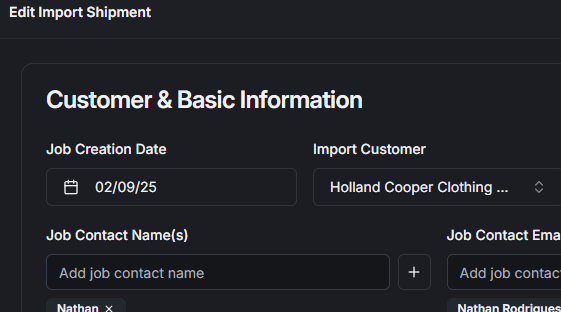 Edit Import Shipment
Customer & Basic Information
Job Creation Date
Import Customer
02/09/25
Holland Cooper Clothing ...
Job Contact Name(s)
Job Contact Ema
Add job contact name
+
Add job contac
Nathan ×
Nathan Rodrigues